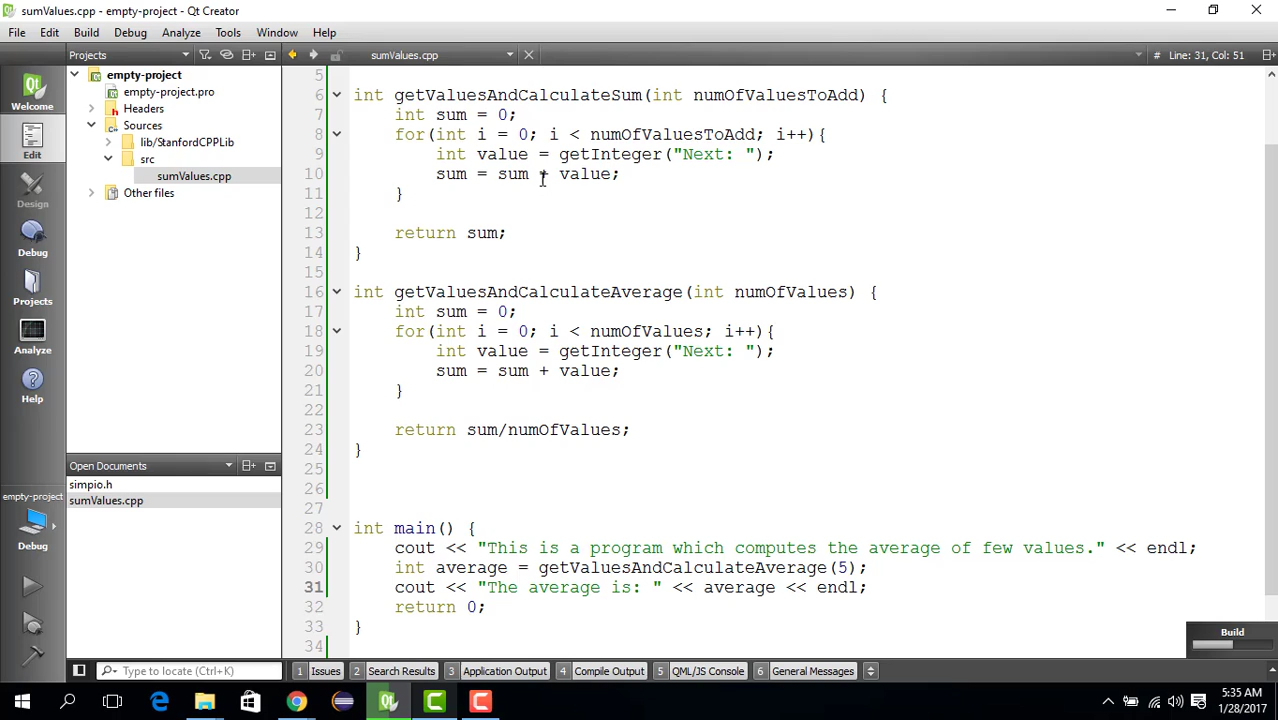 sumValues.cpp - empty-project - Qt Creator
File Edit Build Debug Analyze Tools Window Help
Projects
sumValues.cpp
# Line: 31, Col: 51
Welcome
Edit
Design
Debug
Projects
Analyze
Help
empty-project
Debug
empty-project
empty-project.pro
Headers
Sources
lib/StanfordCPPLib
src
sumValues.cpp
Other files
Open Documents
simpio.h
sumValues.cpp
5
6 int getValuesAndCalculateSum(int numOfValuesToAdd) {
7 int sum = 0;
8 for(int i = 0; i < numOfValuesToAdd; i++){
9 int value = getInteger("Next: ");
10 sum = sum + value;
11 }
12
13 return sum;
14 }
15
16 int getValuesAndCalculateAverage(int numOfValues) {
17 int sum = 0;
18 for(int i = 0; i < numOfValues; i++){
19 int value = getInteger("Next: ");
20 sum = sum + value;
21 }
22
23 return sum/numOfValues;
24 }
25
26
27
28 int main() {
29 cout << "This is a program which computes the average of few values." << endl;
30 int average = getValuesAndCalculateAverage(5);
31 cout << "The average is: " << average << endl;
32 return 0;
33 }
34
Build
Type to locate (Ctrl+K)
1 Issues 2 Search Results 3 Application Output 4 Compile Output 5 QML/JS Console 6 General Messages
5:35 AM
1/28/2017